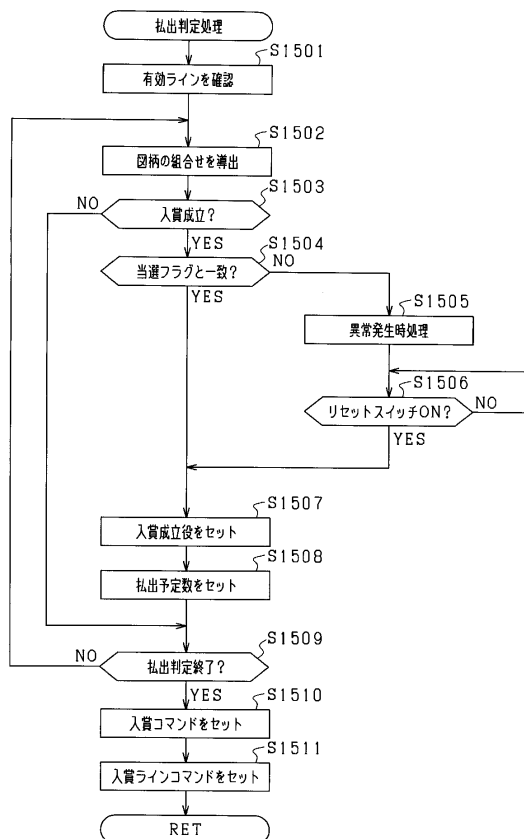 払出判定処理
S1501
有効ラインを確認
S1502
図柄の組合せを導出
S1503
入賞成立?
NO
YES
S1504
当選フラグと一致?
NO
YES
S1505
異常発生時処理
S1506
リセットスイッチON?
NO
YES
S1507
入賞成立役をセット
S1508
払出予定数をセット
S1509
払出判定終了?
NO
YES
S1510
入賞コマンドをセット
S1511
入賞ラインコマンドをセット
RET